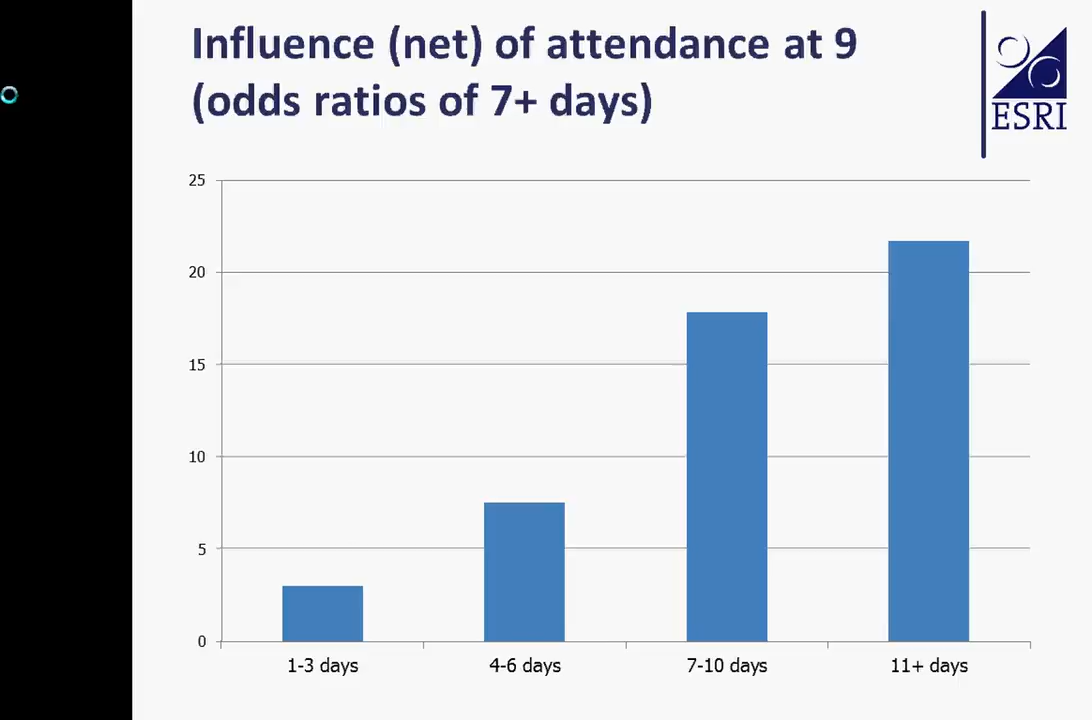 Influence (net) of attendance at 9
(odds ratios of 7+ days)
ESRI
25
20
15
10
5
0
1-3 days
4-6 days
7-10 days
11+ days